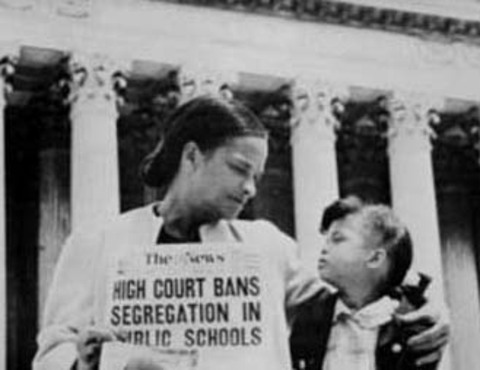 The News
HIGH COURT BANS
SEGREGATION IN
PUBLIC SCHOOLS